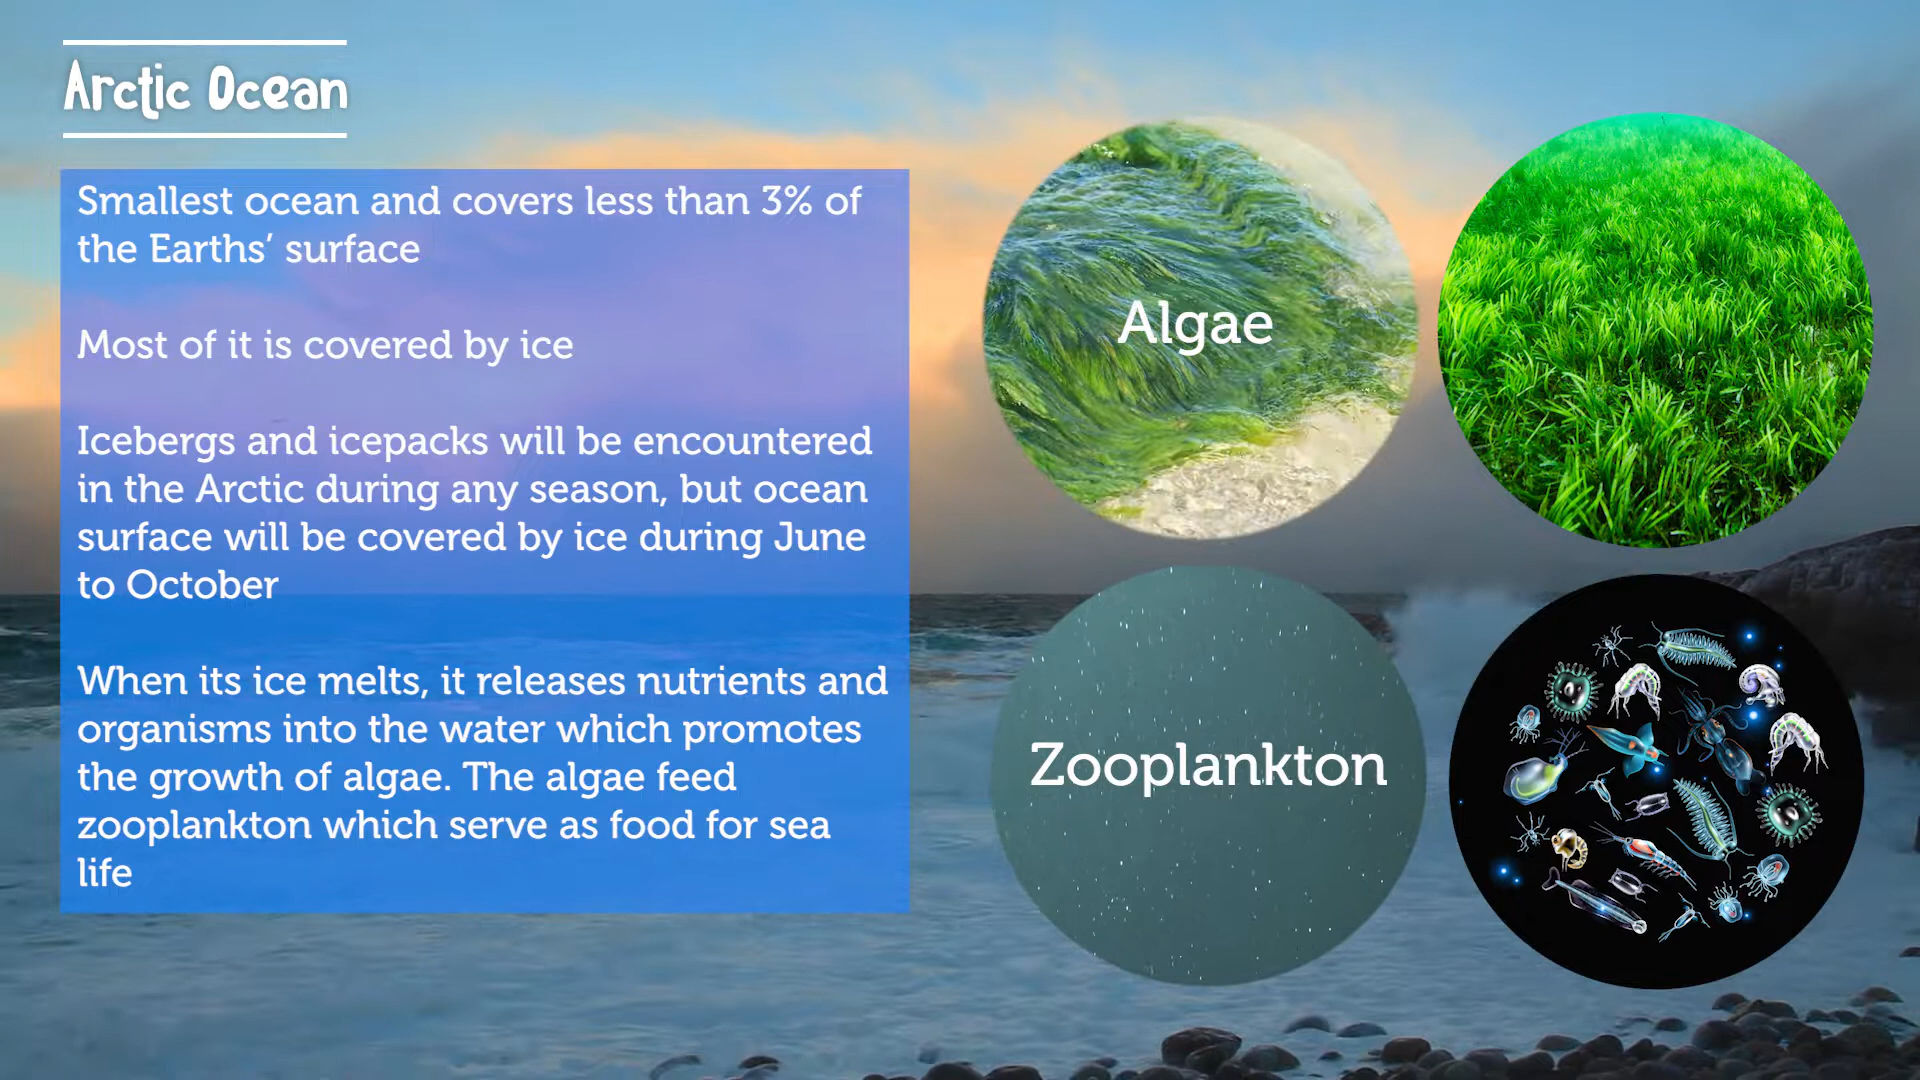 Arctic Ocean
Smallest ocean and covers less than 3% of
the Earths’ surface
Most of it is covered by ice
Icebergs and icepacks will be encountered
in the Arctic during any season, but ocean
surface will be covered by ice during June
to October
When its ice melts, it releases nutrients and
organisms into the water which promotes
the growth of algae. The algae feed
zooplankton which serve as food for sea
life
Algae
Zooplankton